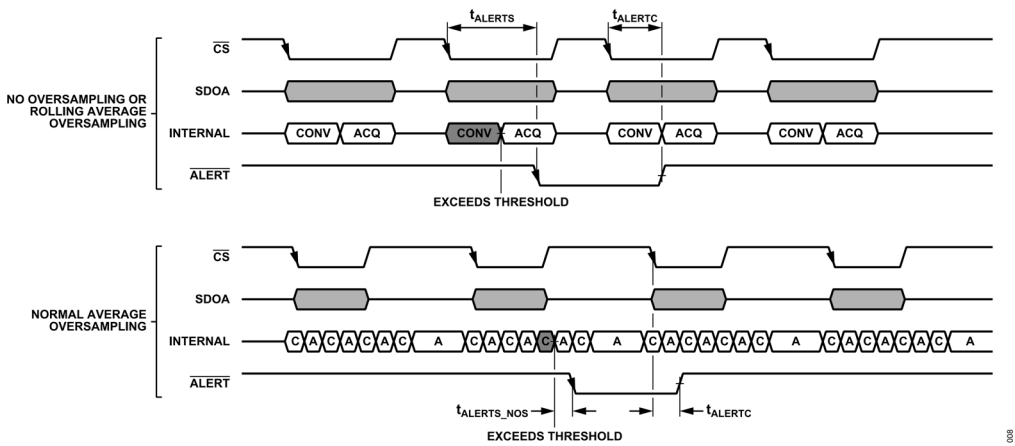 tALERTS tALERTC
CS
SDOA
NO OVERSAMPLING OR
ROLLING AVERAGE
OVERSAMPLING
INTERNAL CONV ACQ CONV ACQ CONV ACQ CONV ACQ
ALERT
EXCEEDS THRESHOLD
CS
SDOA
NORMAL AVERAGE
OVERSAMPLING
INTERNAL C A C A C A C A C A C A C A C A C A C A C A C A C A C A C A
ALERT
tALERTS_NOS tALERTC
EXCEEDS THRESHOLD
008